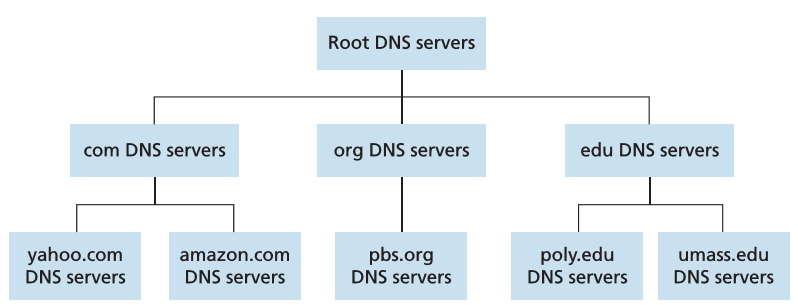 Root DNS servers
com DNS servers
org DNS servers
edu DNS servers
yahoo.com
DNS servers
amazon.com
DNS servers
pbs.org
DNS servers
poly.edu
DNS servers
umass.edu
DNS servers